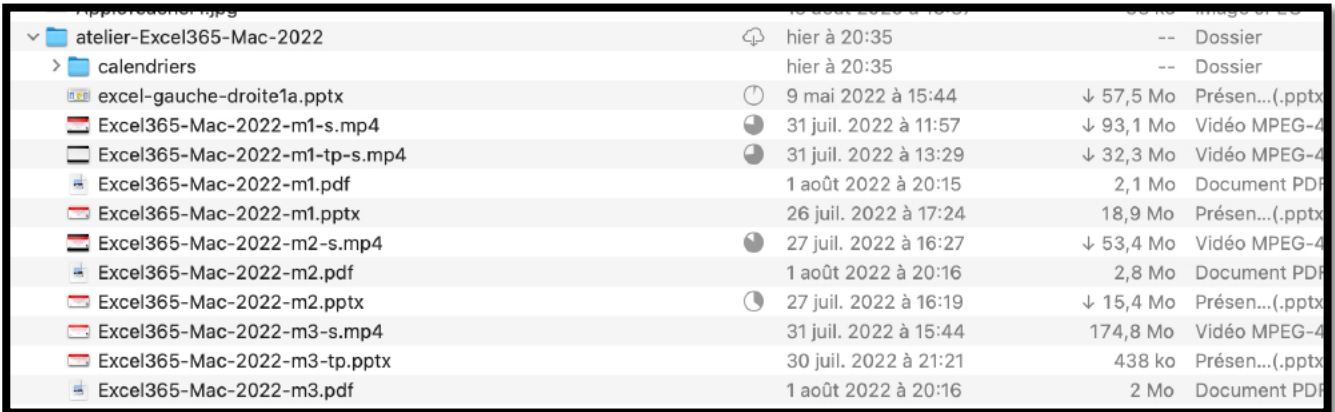 atelier-Excel365-Mac-2022 hier à 20:35 -- Dossier
calendriers hier à 20:35 -- Dossier
excel-gauche-droite1a.pptx 9 mai 2022 à 15:44 ↓ 57,5 Mo Présen...(.pptx
Excel365-Mac-2022-m1-s.mp4 31 juil. 2022 à 11:57 ↓ 93,1 Mo Vidéo MPEG-4
Excel365-Mac-2022-m1-tp-s.mp4 31 juil. 2022 à 13:29 ↓ 32,3 Mo Vidéo MPEG-4
Excel365-Mac-2022-m1.pdf 1 août 2022 à 20:15 2,1 Mo Document PDF
Excel365-Mac-2022-m1.pptx 26 juil. 2022 à 17:24 18,9 Mo Présen...(.pptx
Excel365-Mac-2022-m2-s.mp4 27 juil. 2022 à 16:27 ↓ 53,4 Mo Vidéo MPEG-4
Excel365-Mac-2022-m2.pdf 1 août 2022 à 20:16 2,8 Mo Document PDF
Excel365-Mac-2022-m2.pptx 27 juil. 2022 à 16:19 ↓ 15,4 Mo Présen...(.pptx
Excel365-Mac-2022-m3-s.mp4 31 juil. 2022 à 15:44 174,8 Mo Vidéo MPEG-4
Excel365-Mac-2022-m3-tp.pptx 30 juil. 2022 à 21:21 438 ko Présen...(.pptx
Excel365-Mac-2022-m3.pdf 1 août 2022 à 20:16 2 Mo Document PDF